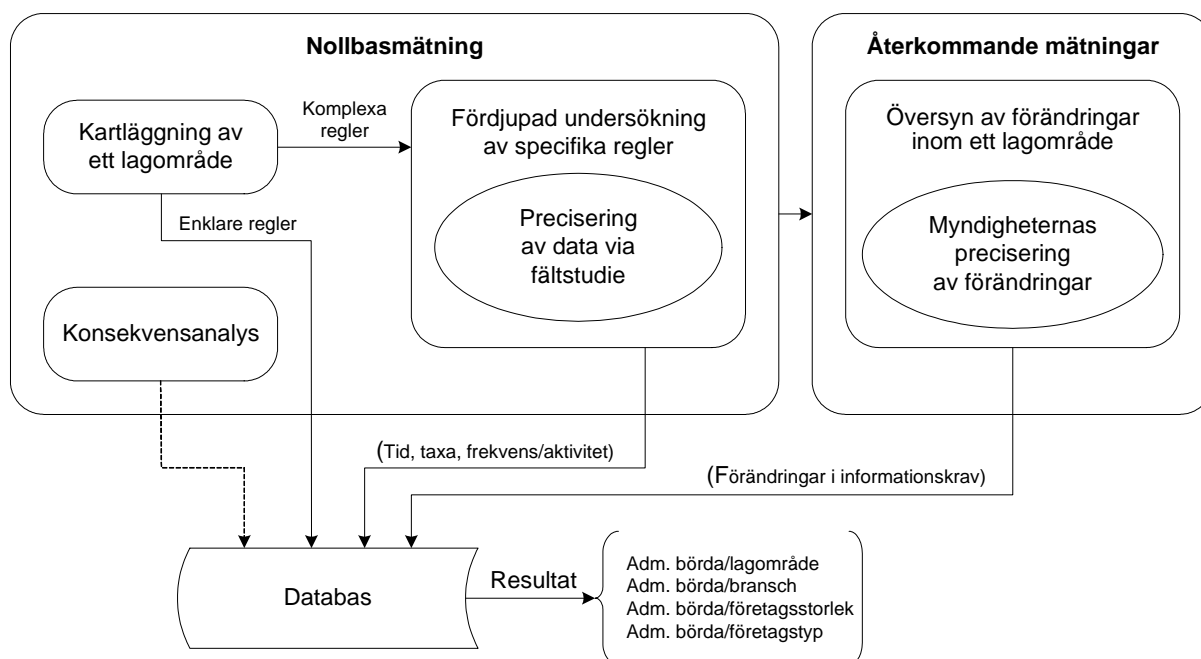 Nollbasmätning
Återkommande mätningar
Kartläggning av
ett lagområde
Komplexa
regler
Fördjupad undersökning
av specifika regler
Precisering
av data via
fältstudie
Översyn av förändringar
inom ett lagområde
Myndigheternas
precisering
av förändringar
Enklare regler
Konsekvensanalys
(Tid, taxa, frekvens/aktivitet)
(Förändringar i informationskrav)
Databas
Resultat
Adm. börda/lagområde
Adm. börda/bransch
Adm. börda/företagsstorlek
Adm. börda/företagstyp